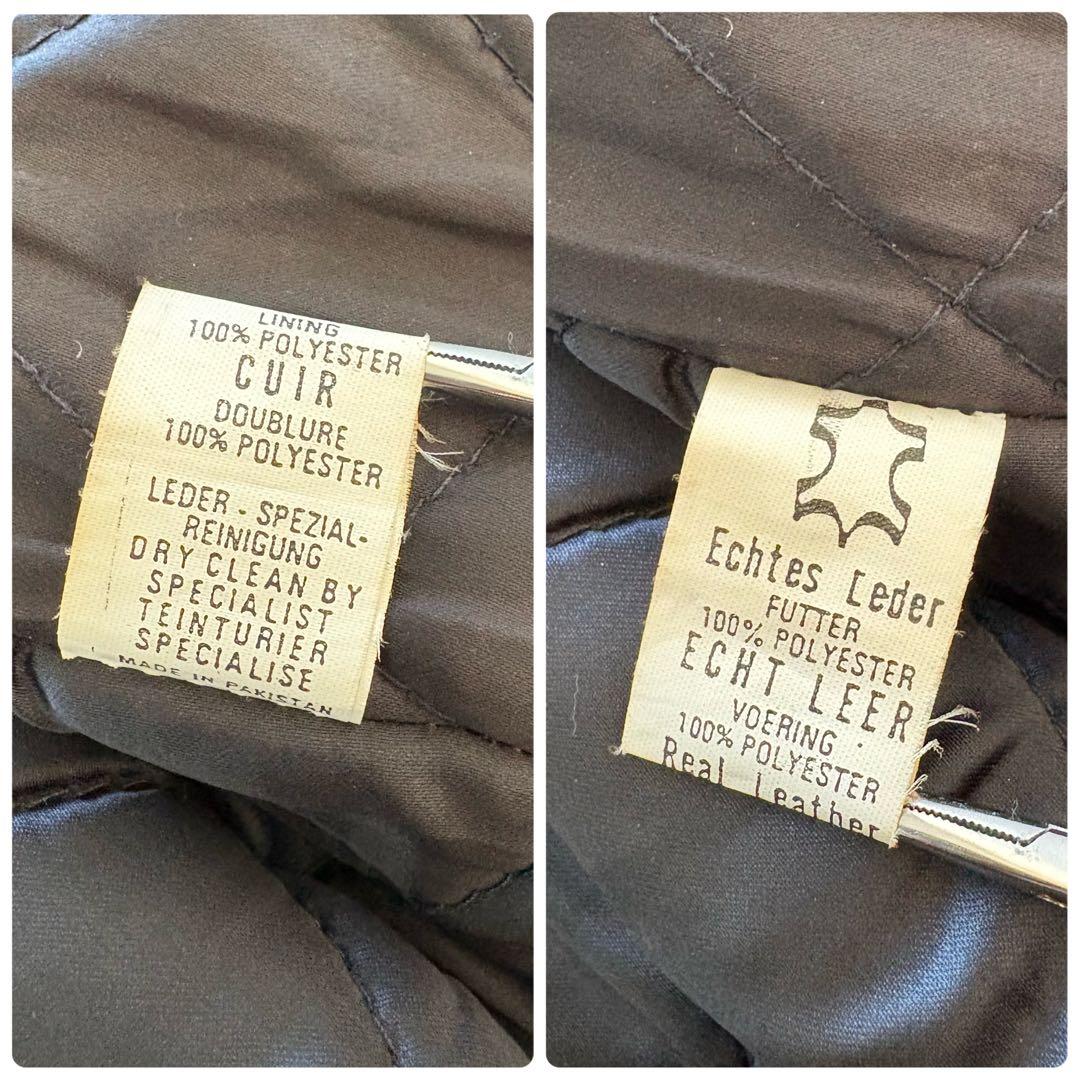 LINING
100% POLYESTER
CUIR
DOUBLURE
100% POLYESTER
LEDER - SPEZIAL-
REINIGUNG
DRY CLEAN BY
SPECIALIST
TEINTURIER
SPECIALISE
MADE IN PAKISTAN
Echtes Leder
FUTTER
100% POLYESTER
ECHT LEER
VOERING .
100% POLYESTER
Real Leather